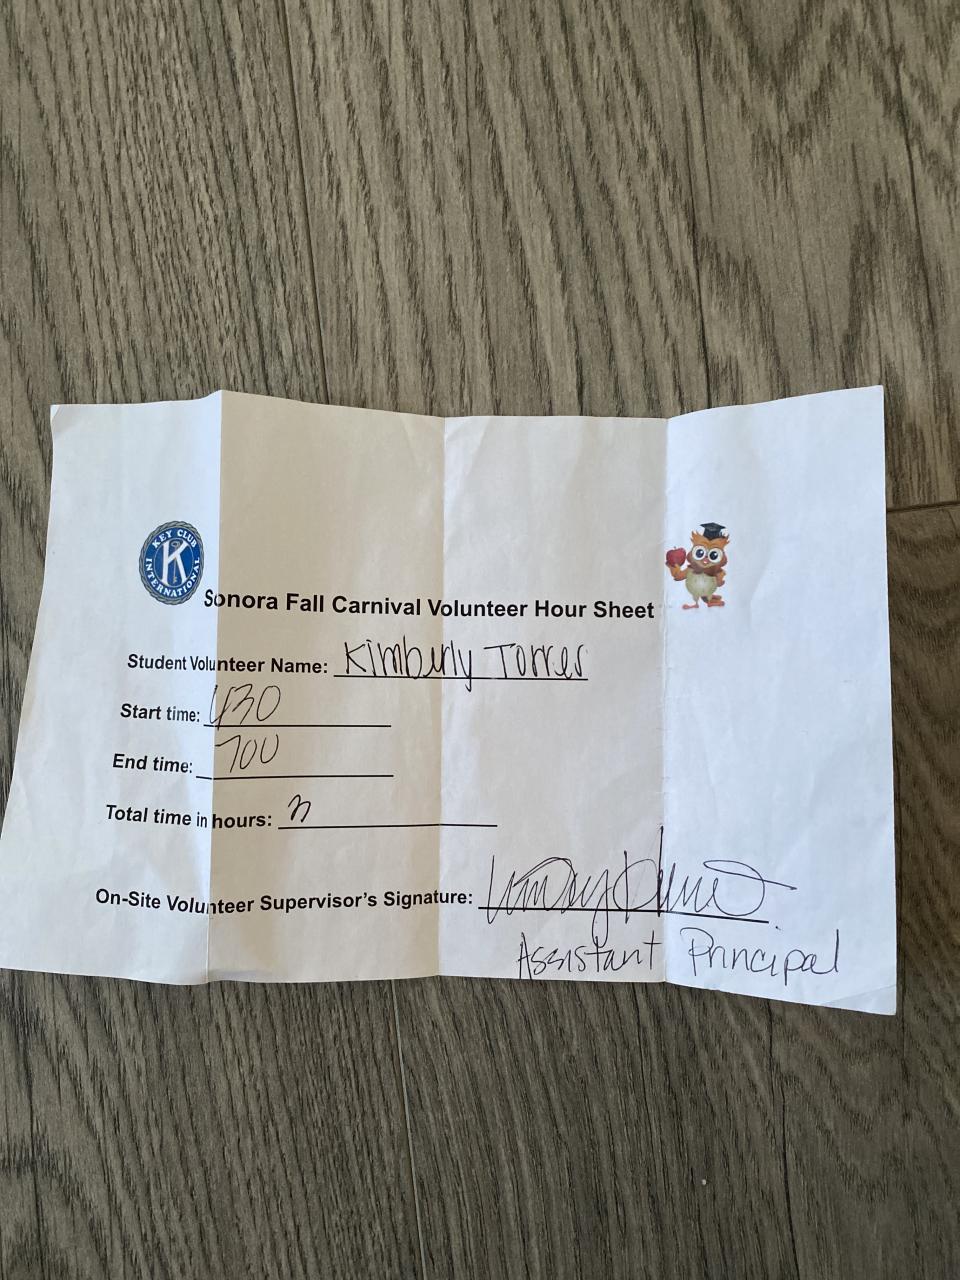 KEY CLUB
K
INTERNATIONAL
Sonora Fall Carnival Volunteer Hour Sheet
Student Volunteer Name: Kimberly Torres
Start time: 430
End time: 700
Total time in hours:
On-Site Volunteer Supervisor's Signature:
Assistant Principal